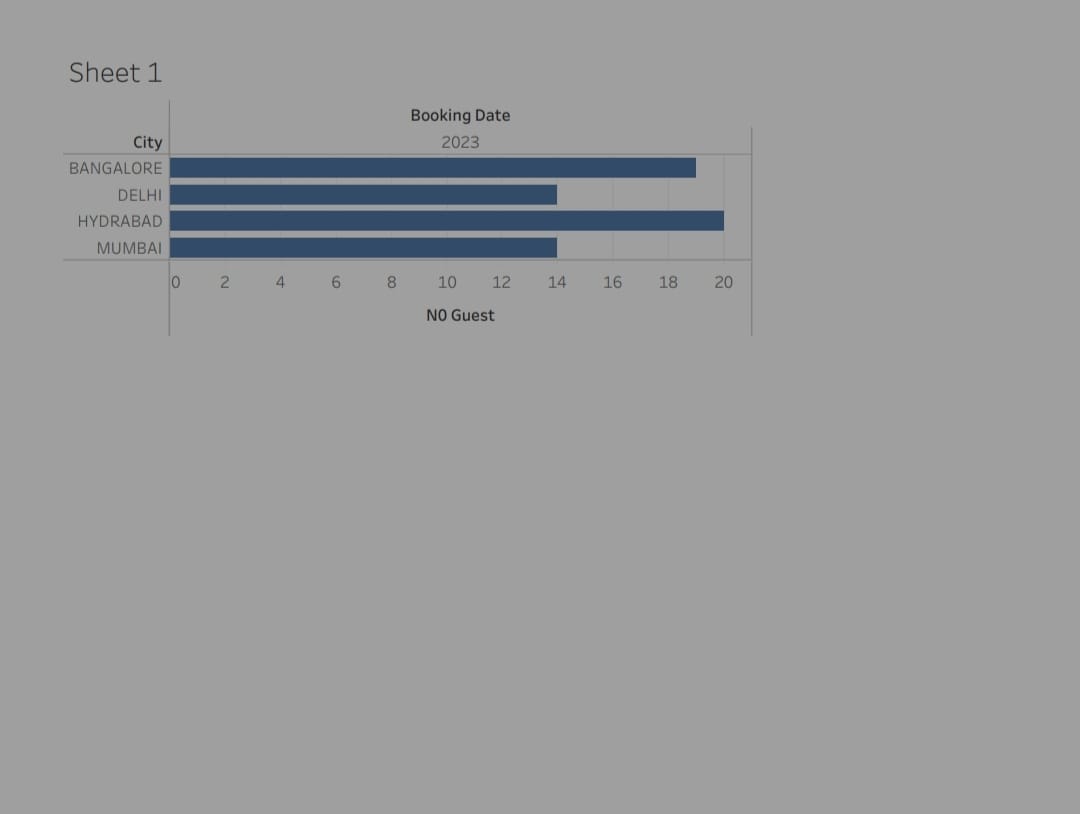 Sheet 1
Booking Date
City 2023
BANGALORE
DELHI
HYDRABAD
MUMBAI
0 2 4 6 8 10 12 14 16 18 20
N0 Guest